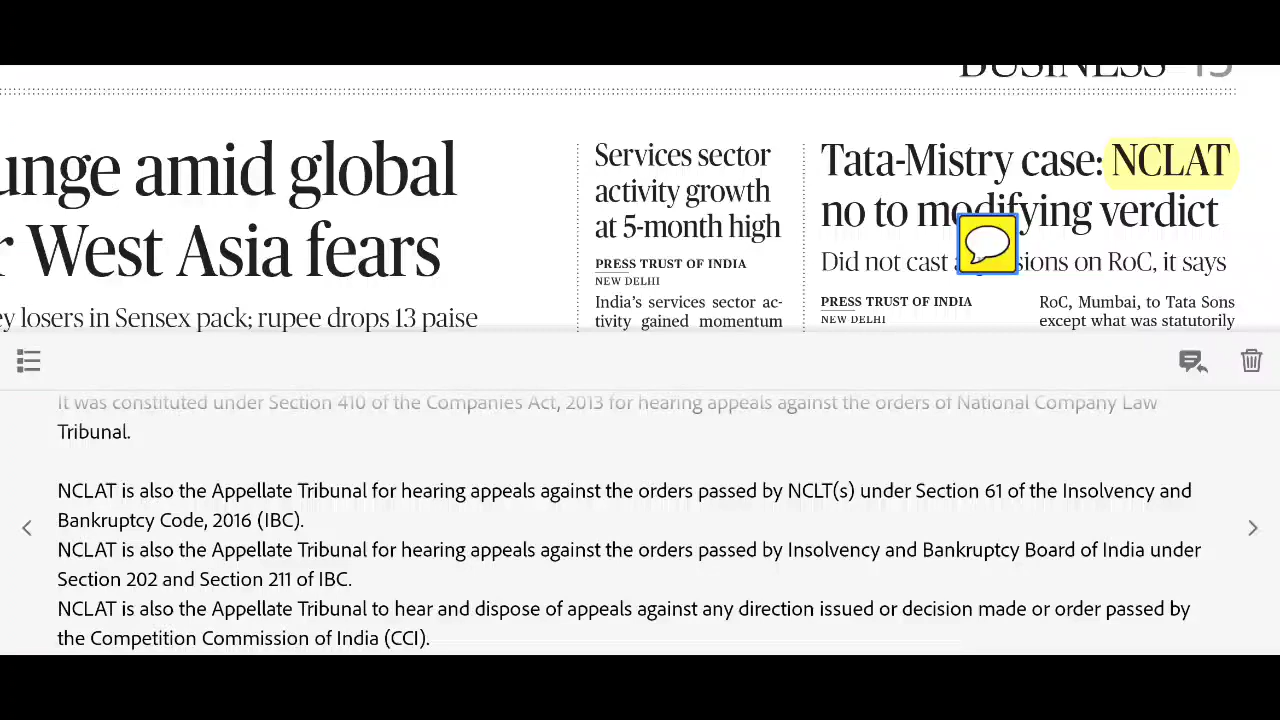 BUSINESS 13
unge amid global
West Asia fears
ey losers in Sensex pack; rupee drops 13 paise
Services sector
activity growth
at 5-month high
PRESS TRUST OF INDIA
NEW DELHI
India's services sector ac-
tivity gained momentum
Tata-Mistry case: NCLAT
no to modifying verdict
Did not cast sions on RoC, it says
PRESS TRUST OF INDIA
NEW DELHI
RoC, Mumbai, to Tata Sons
except what was statutorily
It was constituted under Section 410 of the Companies Act, 2013 for hearing appeals against the orders of National Company Law
Tribunal.
NCLAT is also the Appellate Tribunal for hearing appeals against the orders passed by NCLT(s) under Section 61 of the Insolvency and
Bankruptcy Code, 2016 (IBC).
NCLAT is also the Appellate Tribunal for hearing appeals against the orders passed by Insolvency and Bankruptcy Board of India under
Section 202 and Section 211 of IBC.
NCLAT is also the Appellate Tribunal to hear and dispose of appeals against any direction issued or decision made or order passed by
the Competition Commission of India (CCI).